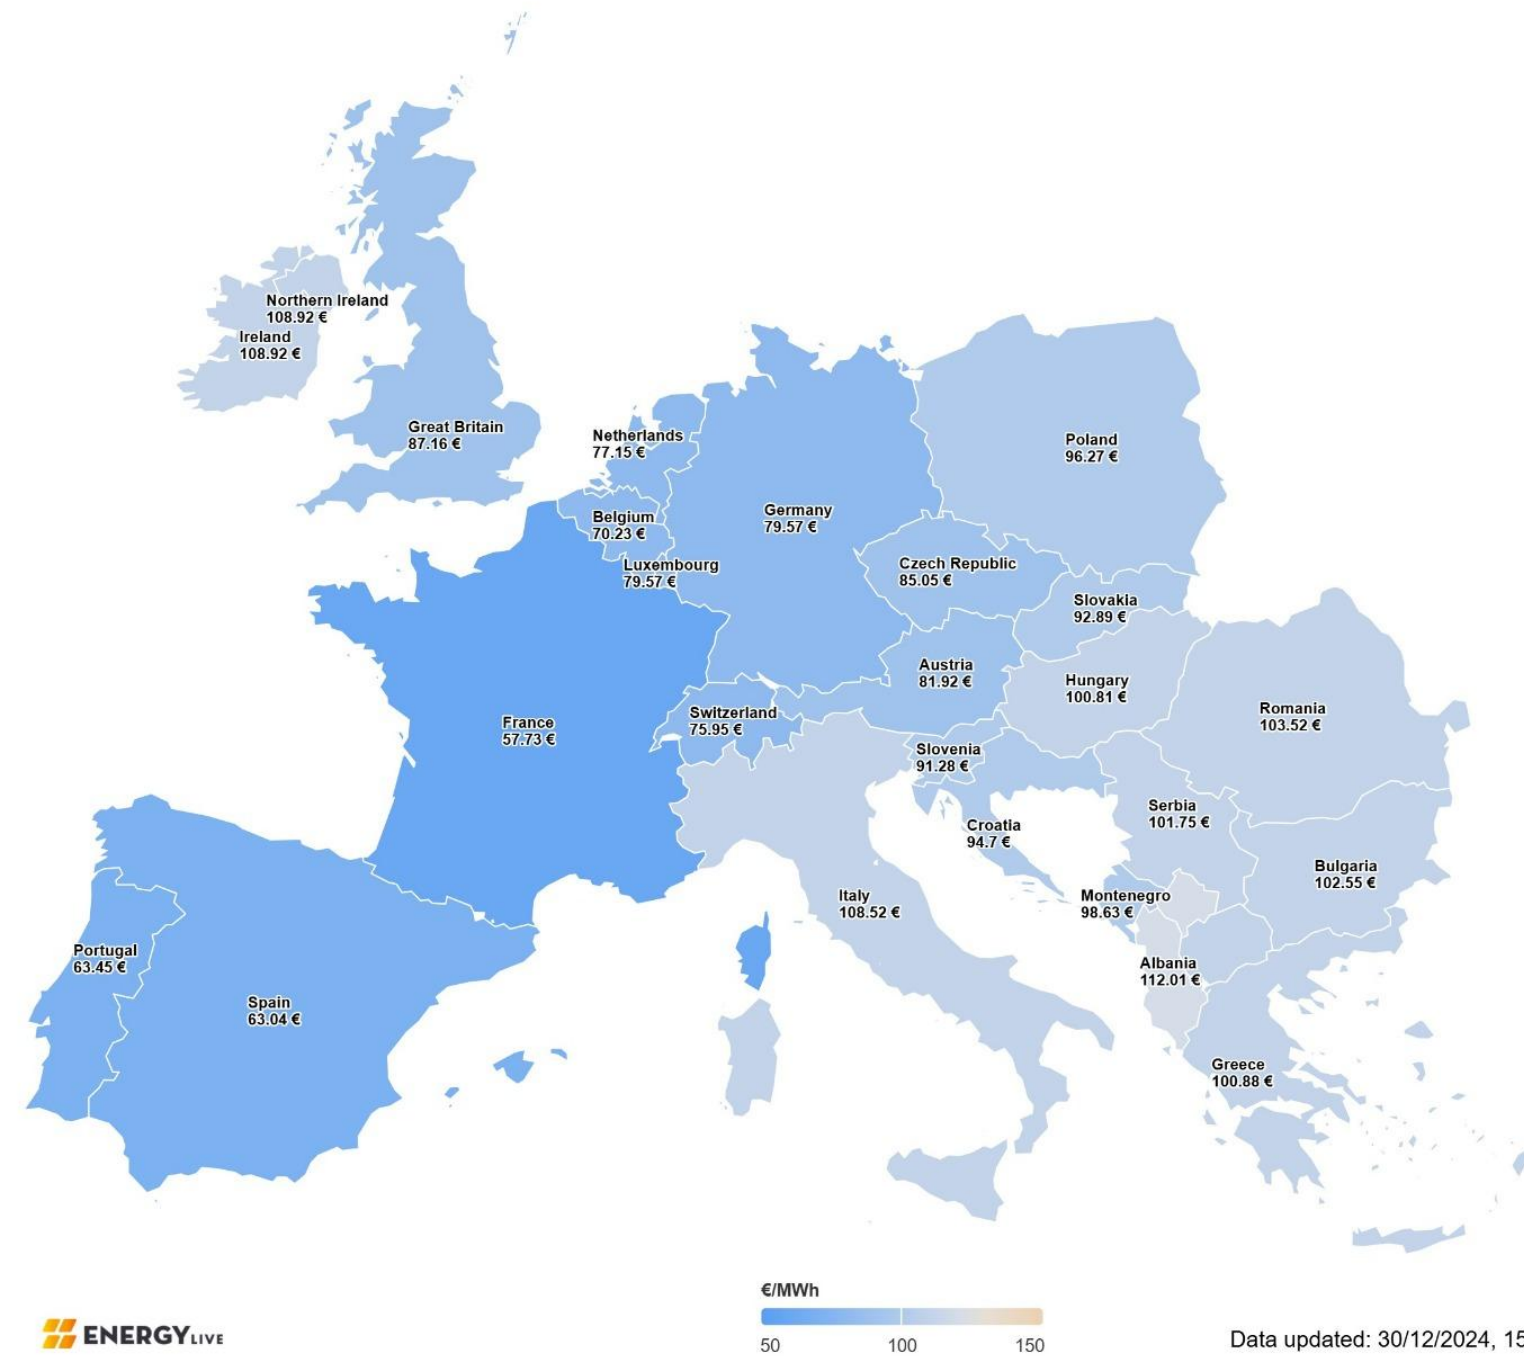 Northern Ireland
108.92 €
Ireland
108.92 €
Great Britain
87.16 €
Netherlands
77.15 €
Poland
96.27 €
Belgium
70.23 €
Germany
79.57 €
Luxembourg
79.57 €
Czech Republic
85.05 €
Slovakia
92.89 €
Austria
81.92 €
Hungary
100.81 €
Switzerland
75.95 €
France
57.73 €
Romania
103.52 €
Slovenia
91.28 €
Serbia
101.75 €
Croatia
94.7 €
Bulgaria
102.55 €
Italy
108.52 €
Montenegro
98.63 €
Portugal
63.45 €
Albania
112.01 €
Spain
63.04 €
Greece
100.88 €
€/MWh
50 100 150
ENERGY LIVE
Data updated: 30/12/2024, 15